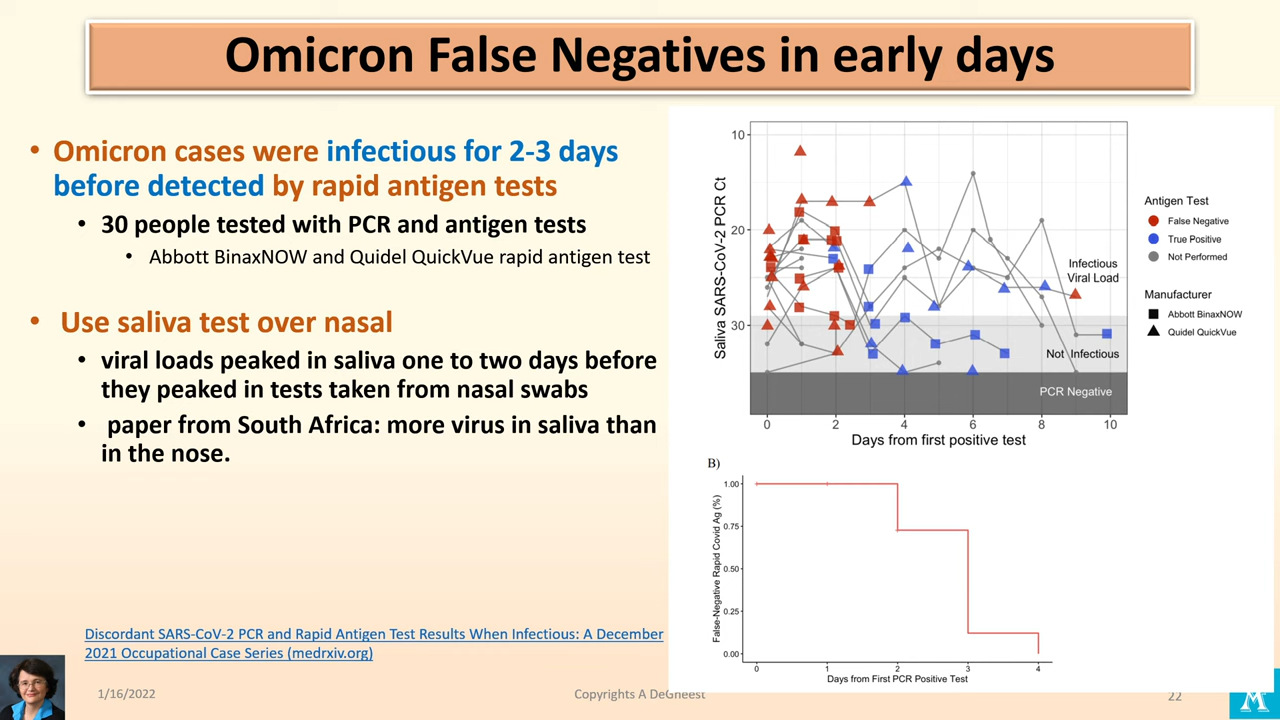 Omicron False Negatives in early days
• Omicron cases were infectious for 2-3 days
before detected by rapid antigen tests
• 30 people tested with PCR and antigen tests
• Abbott BinaxNOW and Quidel QuickVue rapid antigen test
• Use saliva test over nasal
• viral loads peaked in saliva one to two days before
they peaked in tests taken from nasal swabs
• paper from South Africa: more virus in saliva than
in the nose.
Discordant SARS-CoV-2 PCR and Rapid Antigen Test Results When Infectious: A December
2021 Occupational Case Series (medrxiv.org)
1/16/2022
Copyrights A DeGheest
22
M
Saliva SARS-CoV-2 PCR Ct
10
20
30
Infectious
Viral Load
Not Infectious
PCR Negative
0 2 4 6 8 10
Days from first positive test
Antigen Test
False Negative
True Positive
Not Performed
Manufacturer
Abbott BinaxNOW
Quidel QuickVue
B)
False-Negative Rapid Covid Ag (%)
1.00
0.75
0.50
0.25
0.00
0 1 2 3 4
Days from First PCR Positive Test